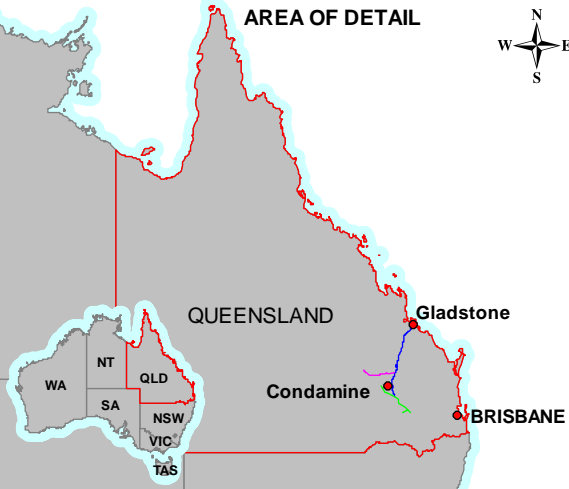 AREA OF DETAIL
N
W E
S
Gladstone
QUEENSLAND
NT
WA
QLD
Condamine
SA
NSW
BRISBANE
VIC
TAS